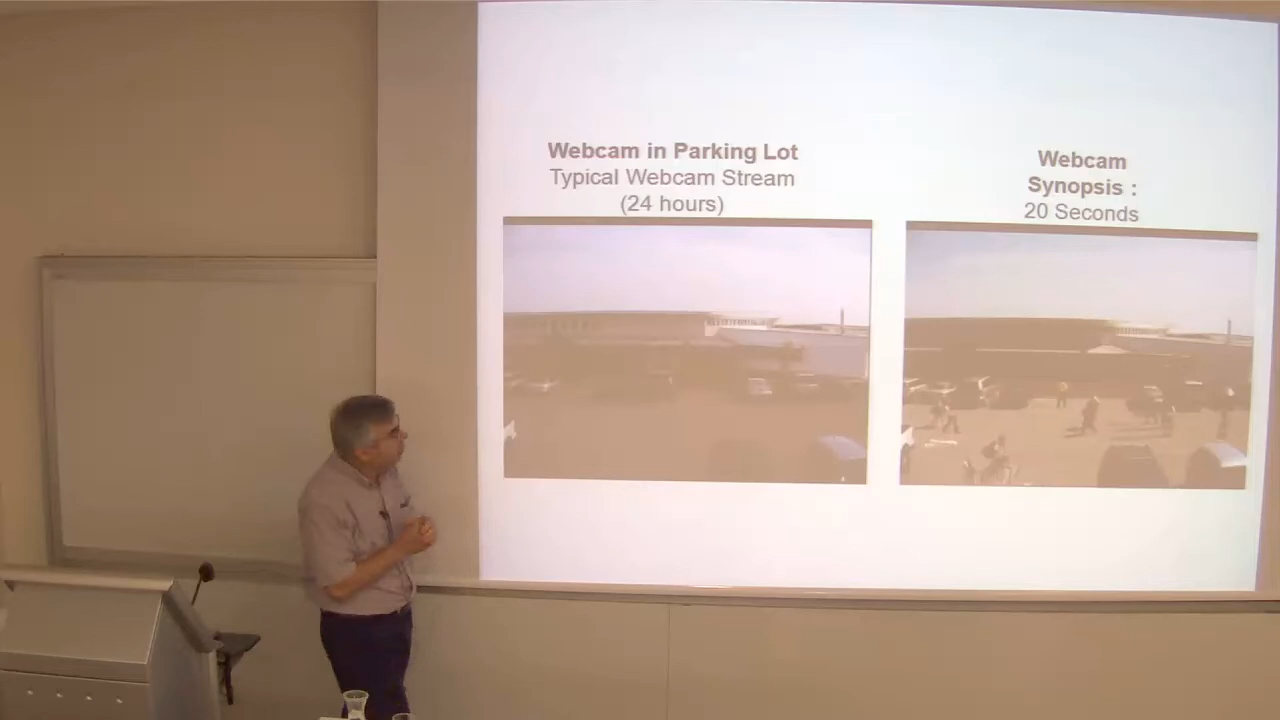 Webcam in Parking Lot
Typical Webcam Stream
(24 hours)
Webcam
Synopsis :
20 Seconds